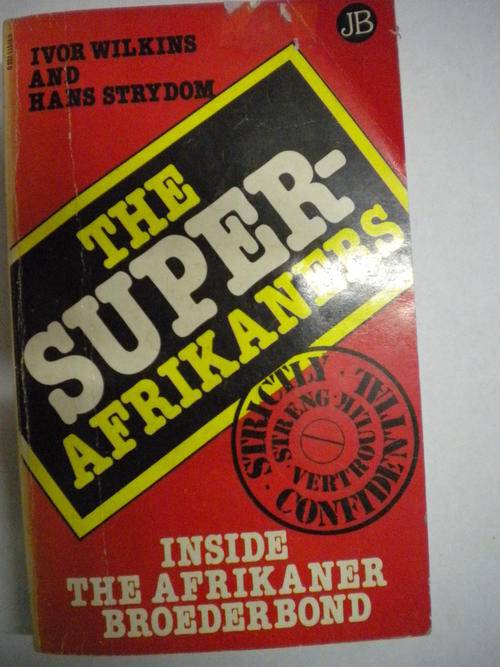 JB
IVOR WILKINS
AND
HANS STRYDOM
THE
SUPER-
AFRIKANERS
STRICTLY · CONFIDENTIAL ·
STRENG · VERTROULIK ·
INSIDE
THE AFRIKANER
BROEDERBOND